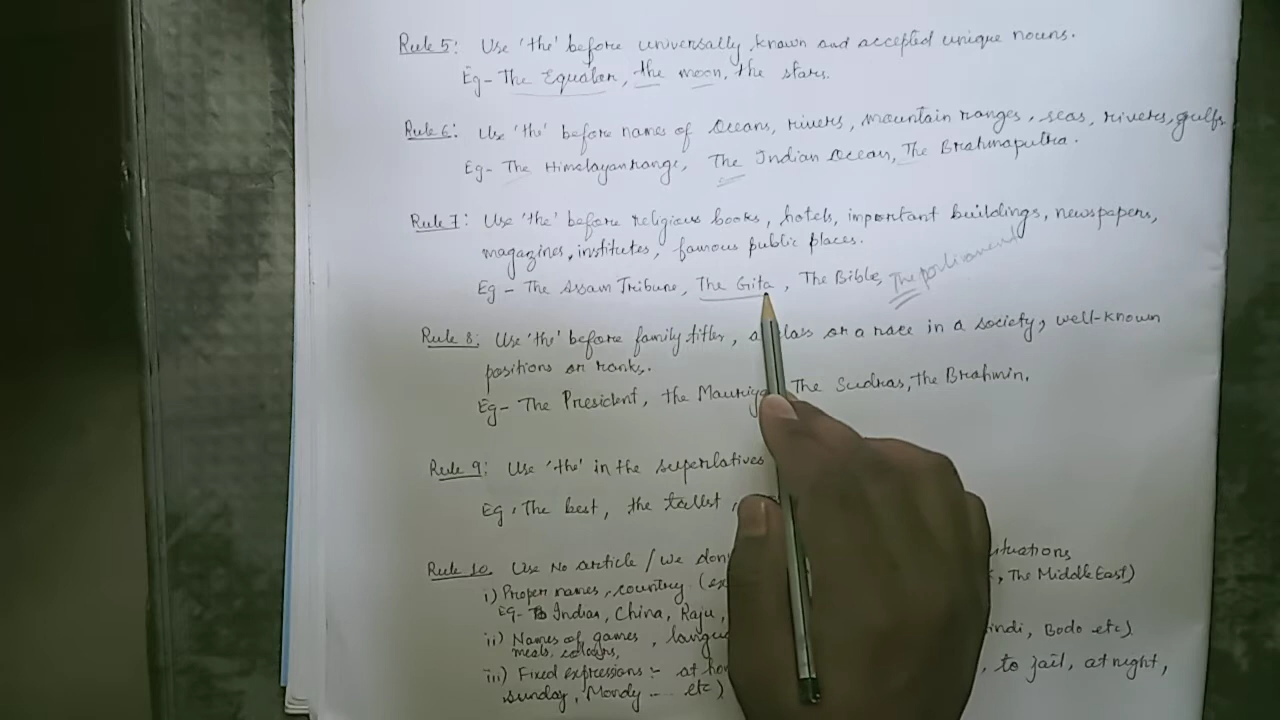 Rule 5: Use 'the' before universally known and accepted unique nouns.
Eg- The Equator, the moon, the stars.
Rule 6: Use 'the' before names of Oceans, rivers, mountain ranges, seas, rivers, gulfs
Eg- The Himalayan range, The Indian Ocean, The Brahmaputra.
Rule 7: Use 'the' before religious books, hotels, important buildings, newspapers,
magazines, institutes, famous public places.
Eg - The Assam Tribune, The Gita, The Bible, The parliament
Rule 8: Use 'the' before family titles, a class or a race in a society, well-known
positions or ranks.
Eg- The President, the Maurya The Sudras, the Brahmin.
Rule 9: Use 'the' in the superlatives
Eg: The best, the tallest,
Rule 10. Use No article / we don
i) Proper names, country (ex , The Middle East)
Eg- Indian, China, Raju,
ii) Names of games, langu indi, Bodo etc)
meals, colours,
iii) Fixed expressions :- at ho , to jail, at night,
sunday, Mondy ... etc)